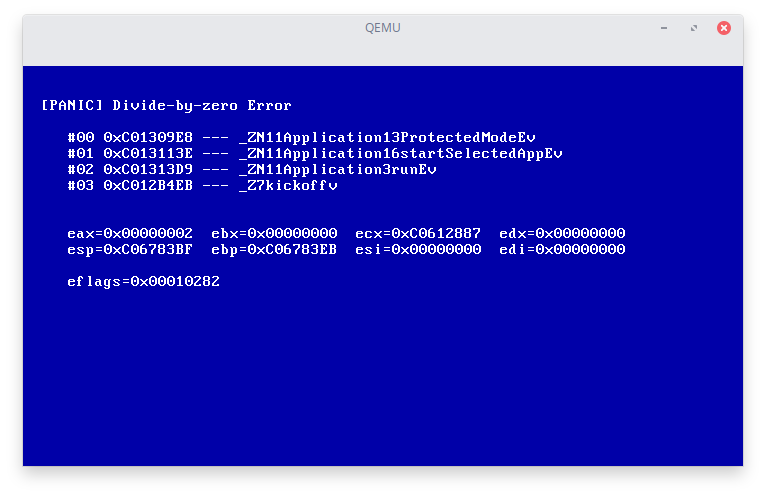 QEMU
[PANIC] Divide-by-zero Error
#00 0xC01309E8 --- _ZN11Application13ProtectedModeEv
#01 0xC013113E --- _ZN11Application16startSelectedAppEv
#02 0xC01313D9 --- _ZN11Application3runEv
#03 0xC012B4EB --- _Z7kickoffv
eax=0x00000002 ebx=0x00000000 ecx=0xC0612887 edx=0x00000000
esp=0xC06783BF ebp=0xC06783EB esi=0x00000000 edi=0x00000000
eflags=0x00010282